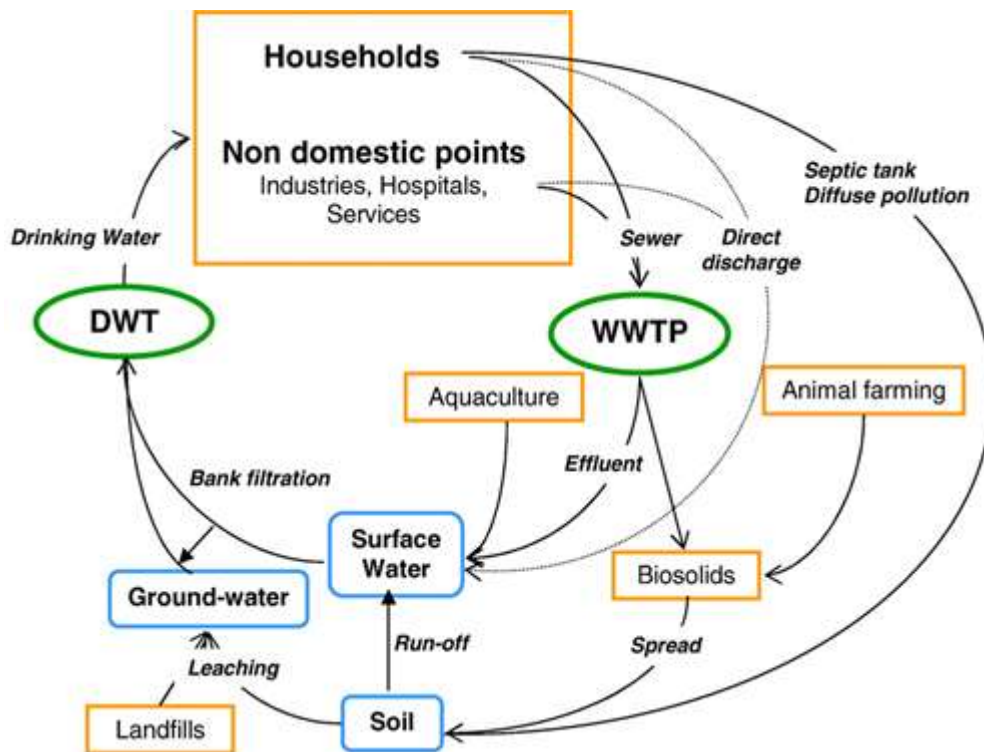 Households
Non domestic points
Industries, Hospitals,
Services
Septic tank
Diffuse pollution
Drinking Water
Sewer
Direct
discharge
DWT
WWTP
Aquaculture
Animal farming
Bank filtration
Effluent
Surface
Water
Biosolids
Ground-water
Run-off
Spread
Leaching
Landfills
Soil